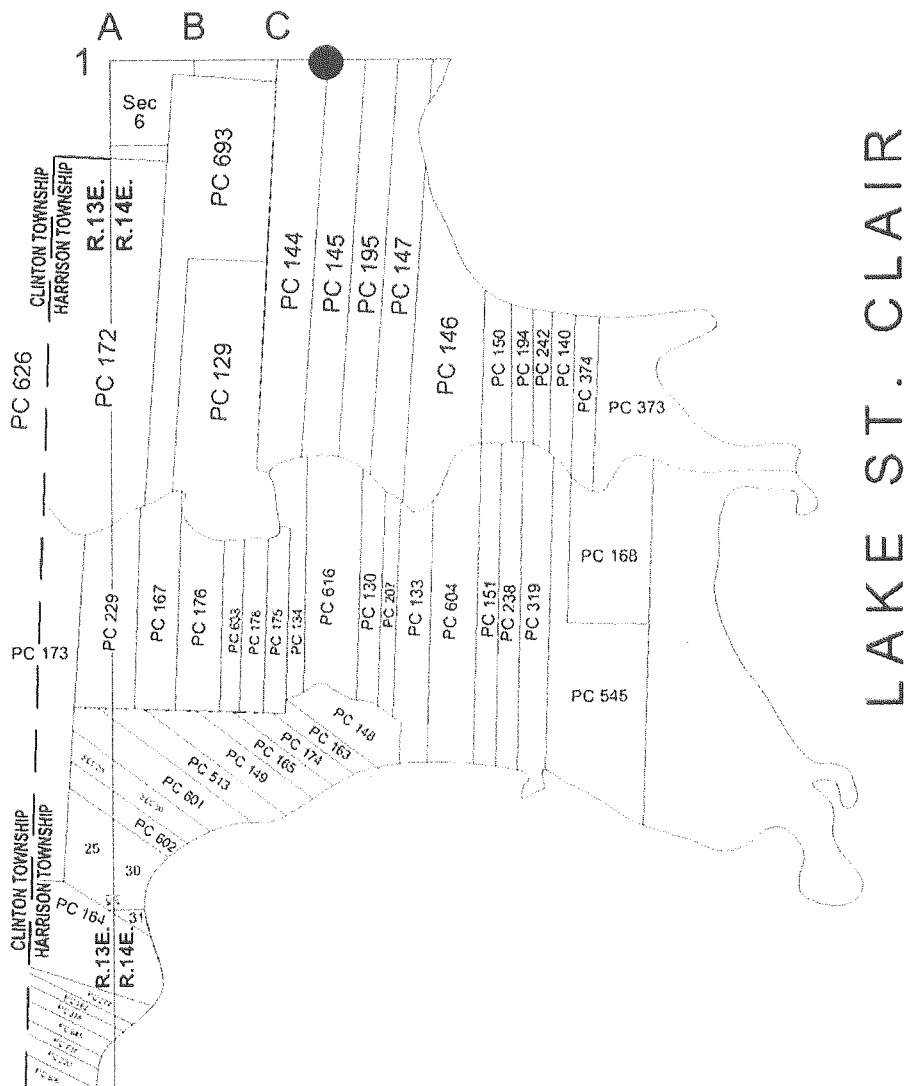 A B C
1
Sec
6
PC 693
CLINTON TOWNSHIP
HARRISON TOWNSHIP
R.13E.
R.14E.
PC 144
PC 145
PC 195
PC 147
PC 626
PC 172
PC 129
PC 146
PC 150
PC 194
PC 242
PC 140
PC 374
PC 373
LAKE ST. CLAIR
PC 173
PC 229
PC 167
PC 176
PC 633
PC 178
PC 175
PC 134
PC 616
PC 130
PC 207
PC 133
PC 604
PC 151
PC 238
PC 319
PC 168
PC 545
PC 148
PC 163
PC 174
PC 165
PC 149
PC 513
PC 601
PC 602
CLINTON TOWNSHIP
HARRISON TOWNSHIP
25
30
PC 164
31
R.13E.
R.14E.